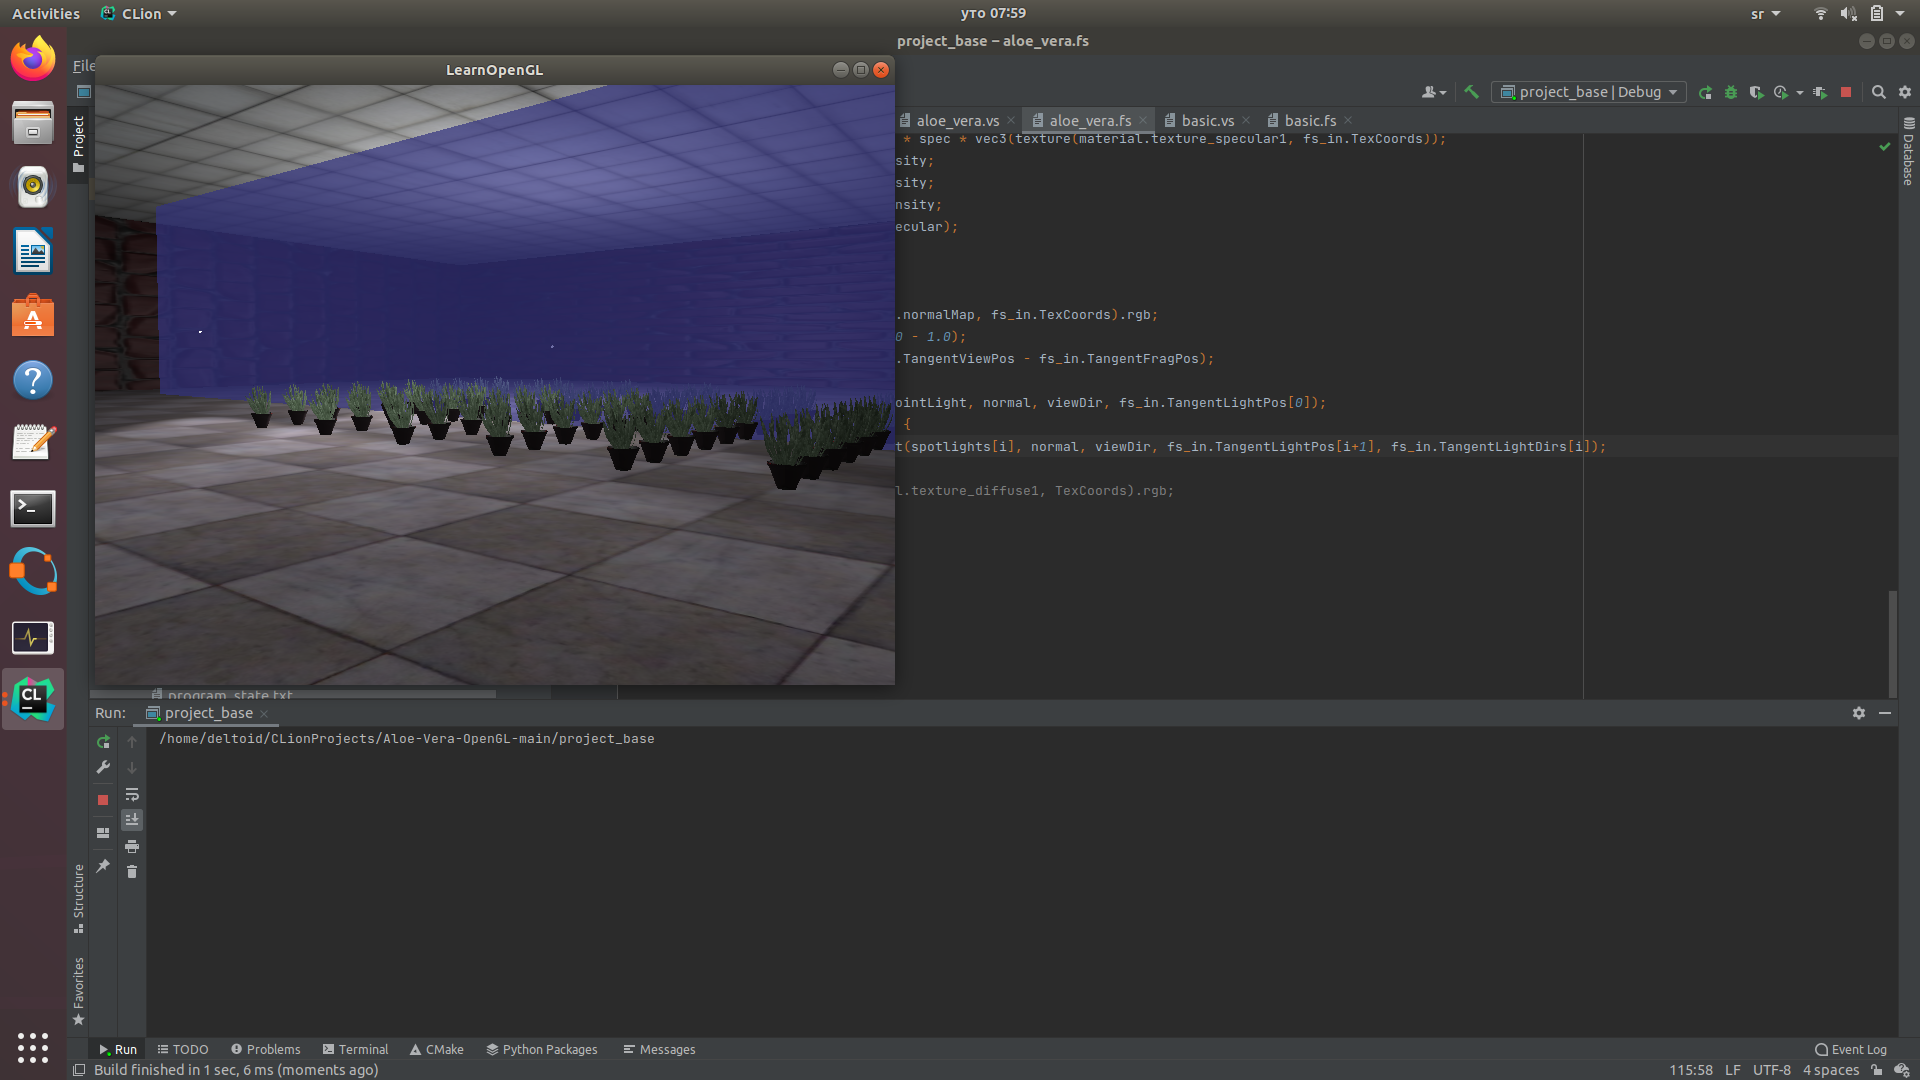 Activities
CLion
уто 07:59
sr
project_base – aloe_vera.fs
File
LearnOpenGL
project_base | Debug
Project
aloe_vera.vs
aloe_vera.fs
basic.vs
basic.fs
* spec * vec3(texture(material.texture_specular1, fs_in.TexCoords));
sity;
sity;
nsity;
ecular);
.normalMap, fs_in.TexCoords).rgb;
0 - 1.0);
.TangentViewPos - fs_in.TangentFragPos);
ointLight, normal, viewDir, fs_in.TangentLightPos[0]);
{
t(spotlights[i], normal, viewDir, fs_in.TangentLightPos[i+1], fs_in.TangentLightDirs[i]);
l.texture_diffuse1, TexCoords).rgb;
Database
program_state.txt
Run:
project_base
/home/deltoid/CLionProjects/Aloe-Vera-OpenGL-main/project_base
Structure
Favorites
Run
TODO
Problems
Terminal
CMake
Python Packages
Messages
Event Log
Build finished in 1 sec, 6 ms (moments ago)
115:58
LF
UTF-8
4 spaces